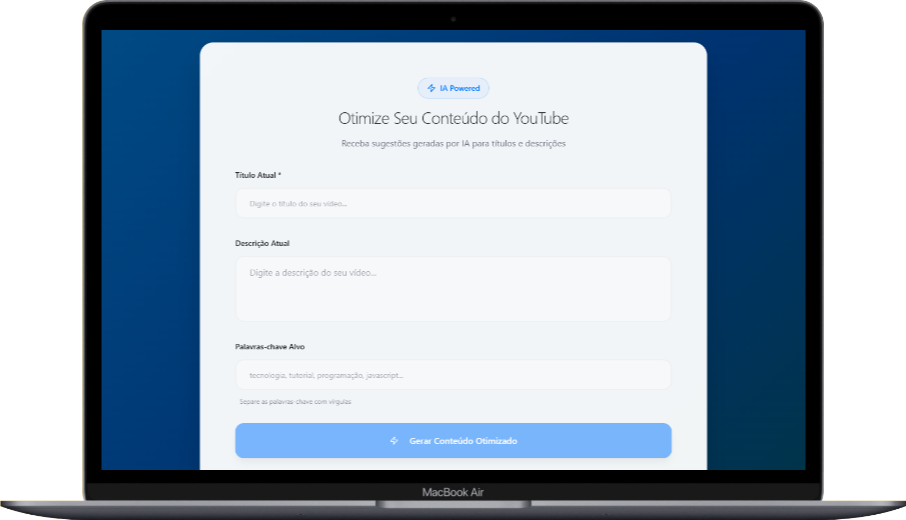 IA Powered
Otimize Seu Conteúdo do YouTube
Receba sugestões geradas por IA para títulos e descrições
Título Atual *
Digite o título do seu vídeo...
Descrição Atual
Digite a descrição do seu vídeo...
Palavras-chave Alvo
tecnologia, tutorial, programação, javascript...
Separe as palavras-chave com vírgulas
Gerar Conteúdo Otimizado
MacBook Air